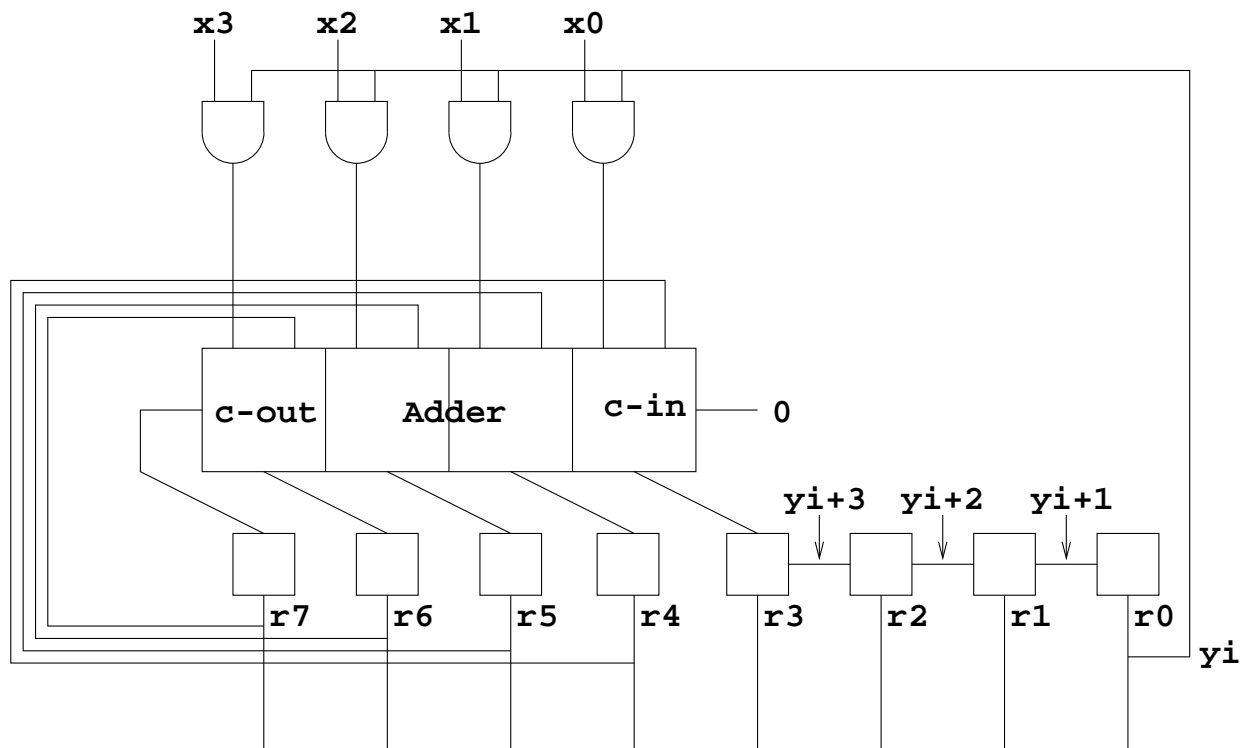 x3 x2 x1 x0
c-out Adder c-in 0
yi+3 yi+2 yi+1
r7 r6 r5 r4 r3 r2 r1 r0
yi